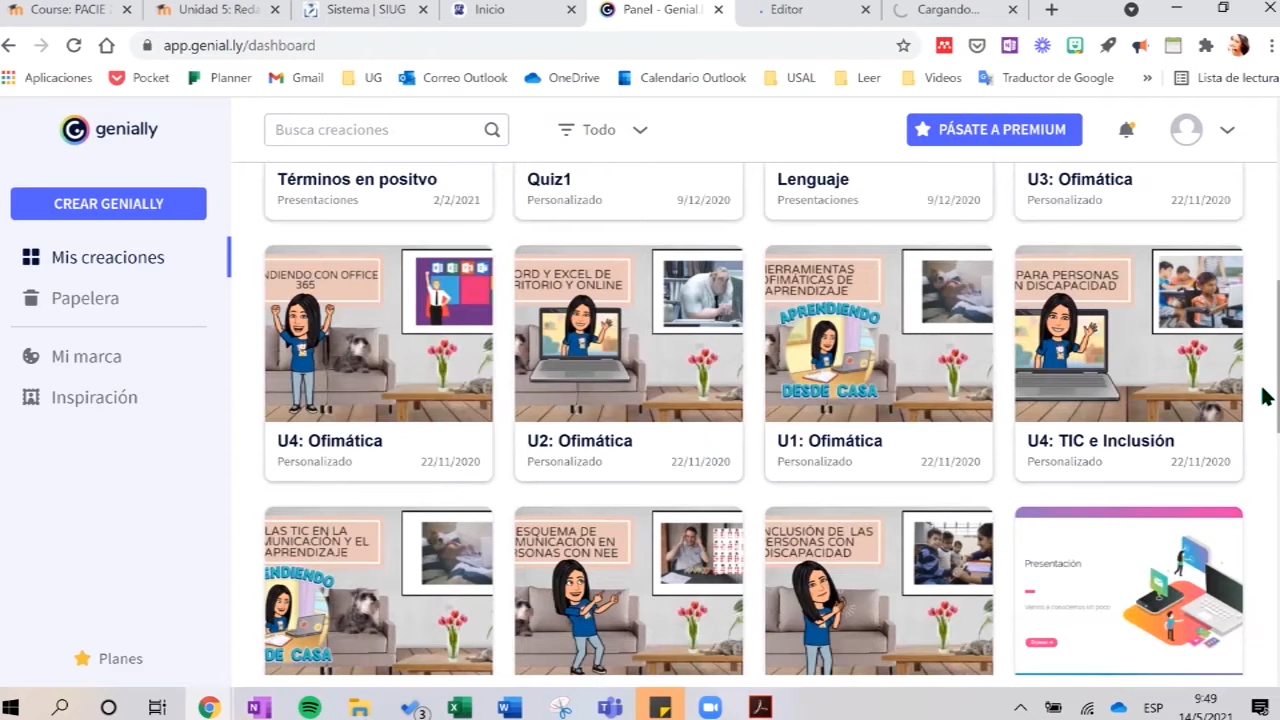 Course: PACIE
Unidad 5: Reda
Sistema | SIUG
Inicio
Panel - Genial.l
Editor
Cargando...
app.genial.ly/dashboard
Aplicaciones
Pocket
Planner
Gmail
UG
Correo Outlook
OneDrive
Calendario Outlook
USAL
Leer
Videos
Traductor de Google
»
Lista de lectura
genially
Busca creaciones
Todo
PÁSATE A PREMIUM
CREAR GENIALLY
Mis creaciones
Papelera
Mi marca
Inspiración
Planes
Términos en positvo
Presentaciones 2/2/2021
Quiz1
Personalizado 9/12/2020
Lenguaje
Presentaciones 9/12/2020
U3: Ofimática
Personalizado 22/11/2020
NDIENDO CON OFFICE
365
U4: Ofimática
Personalizado 22/11/2020
ORD Y EXCEL DE
RITORIO Y ONLINE
U2: Ofimática
Personalizado 22/11/2020
HERRAMIENTAS
OFIMÁTICAS DE
APRENDIZAJE
APRENDIENDO
DESDE CASA
U1: Ofimática
Personalizado 22/11/2020
PARA PERSONAS
N DISCAPACIDAD
U4: TIC e Inclusión
Personalizado 22/11/2020
LAS TIC EN LA
MUNICACIÓN Y EL
APRENDIZAJE
ENDIENDO
DE CASA
ESQUEMA DE
MUNICACIÓN EN
RSONAS CON NEE
INCLUSIÓN DE LAS
PERSONAS CON
DISCAPACIDAD
Presentación
3
ESP
9:49
14/5/2021